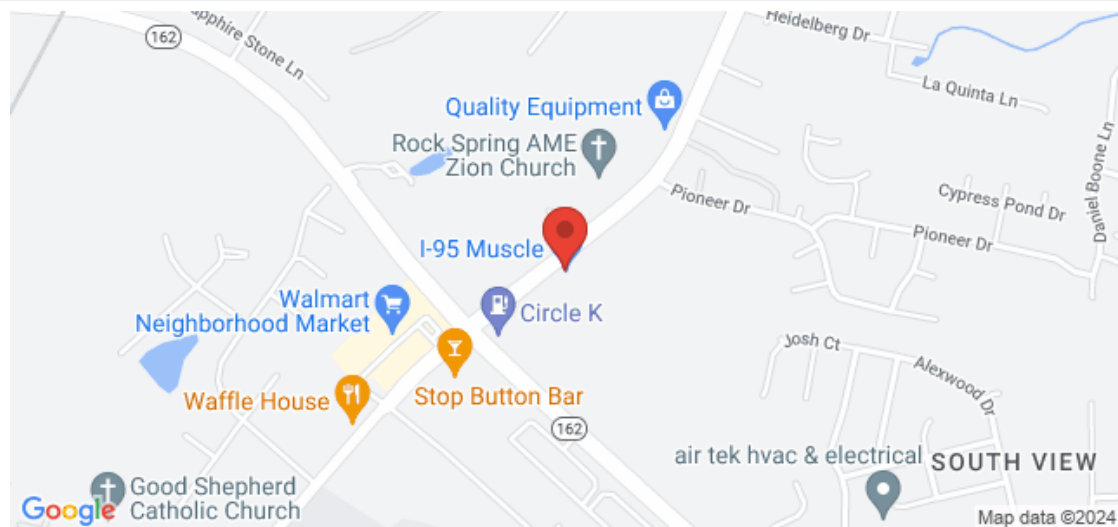 Heidelberg Dr
162
apphire Stone Ln
La Quinta Ln
Quality Equipment
Rock Spring AME
Zion Church
Daniel Boone Ln
Pioneer Dr
Cypress Pond Dr
Pioneer Dr
I-95 Muscle
Walmart
Neighborhood Market
Circle K
Josh Ct
Alexwood Dr
Waffle House
Stop Button Bar
162
air tek hvac & electrical
SOUTH VIEW
Good Shepherd
Catholic Church
Google
Map data ©2024